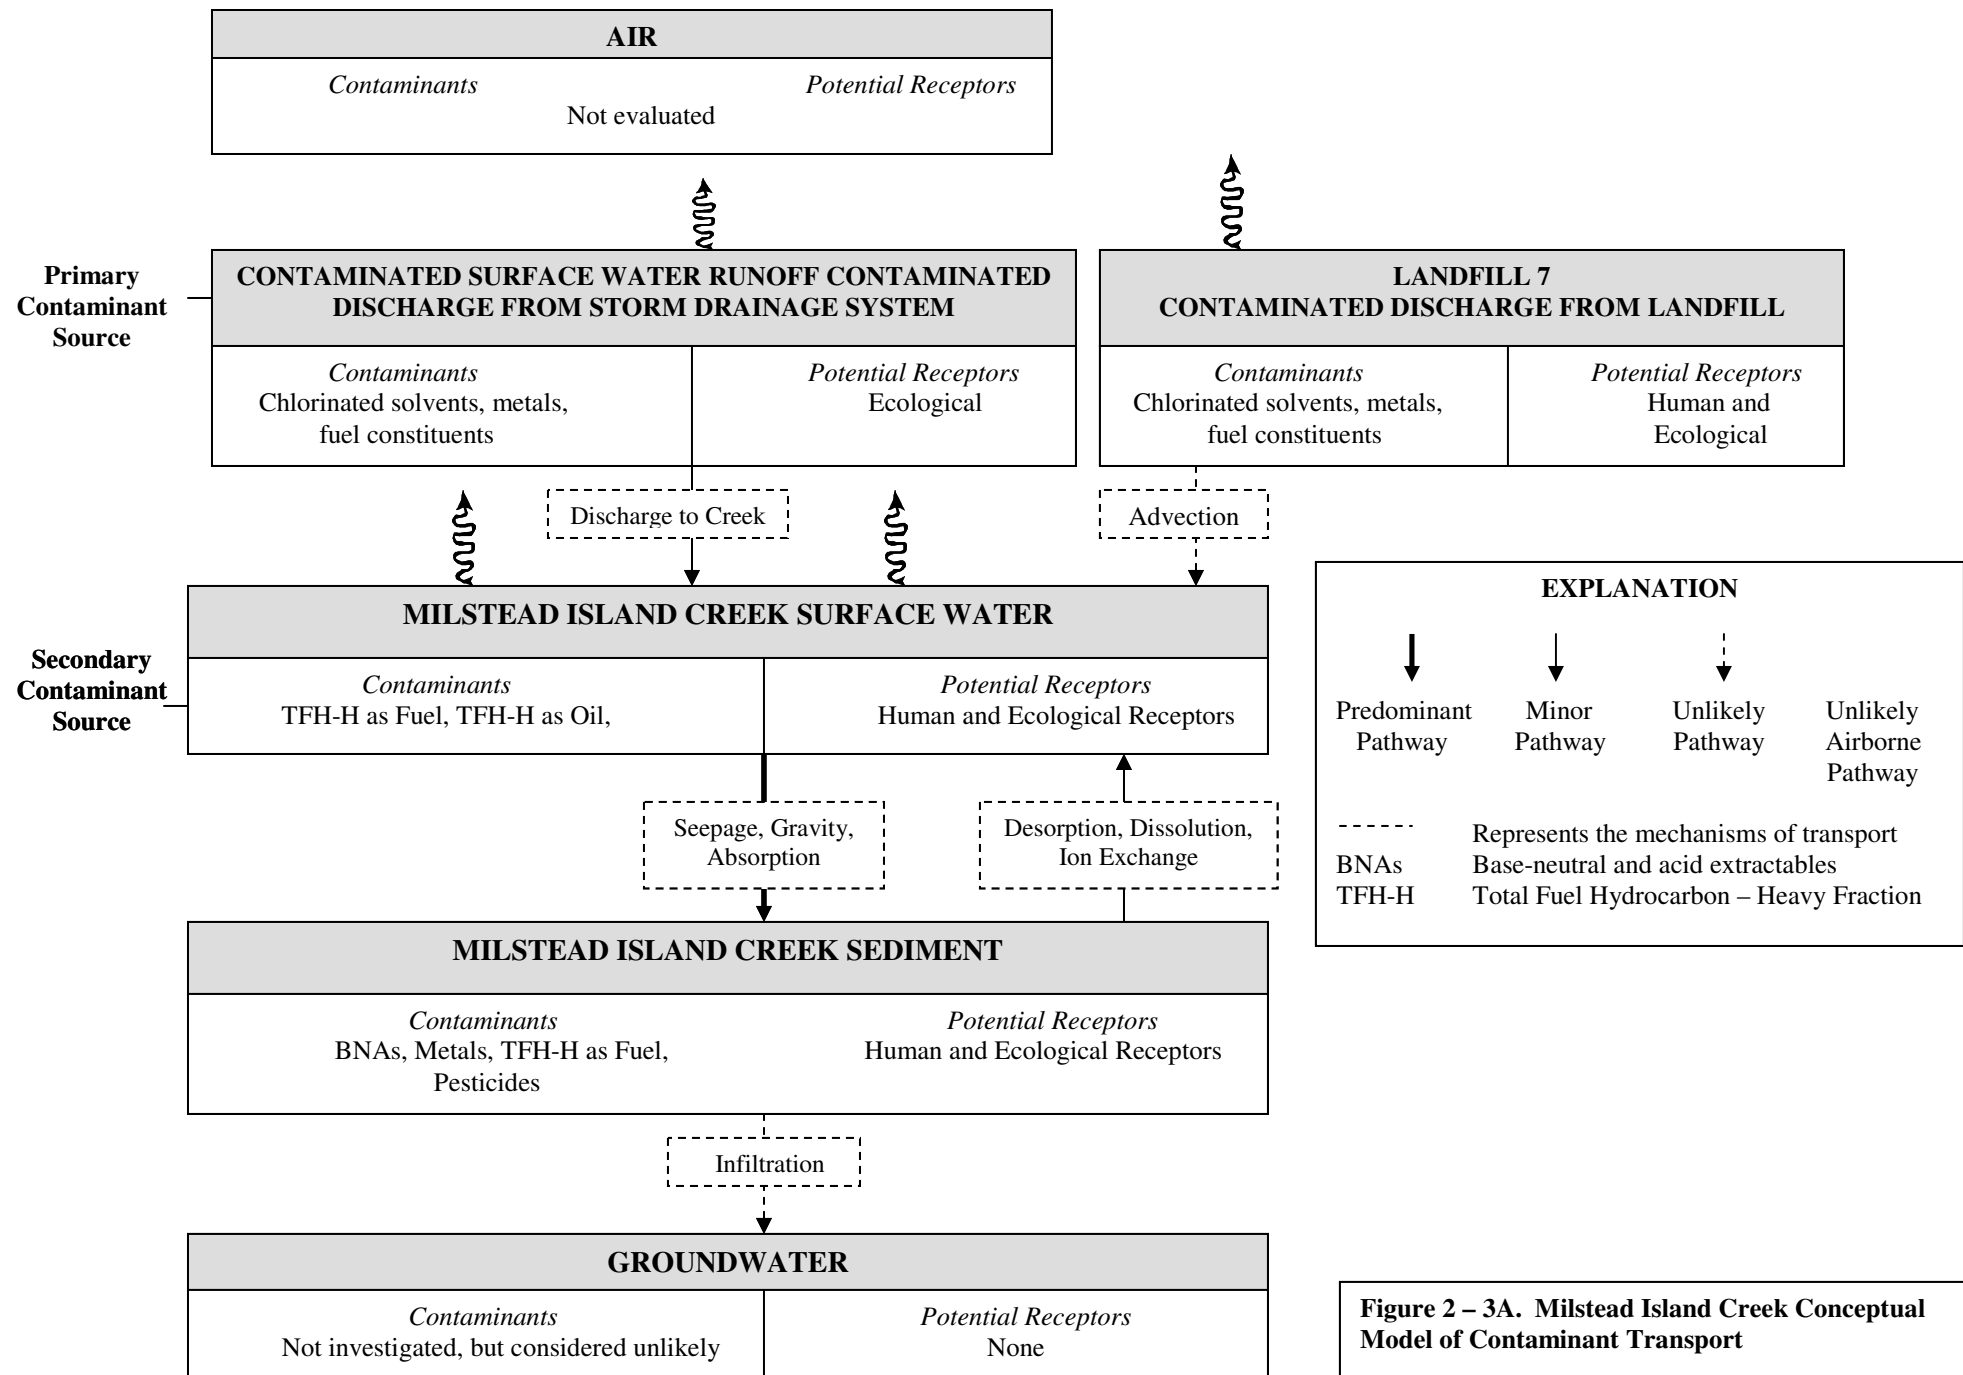 AIR
Contaminants
Potential Receptors
Not evaluated
Primary
Contaminant
Source
CONTAMINATED SURFACE WATER RUNOFF CONTAMINATED
DISCHARGE FROM STORM DRAINAGE SYSTEM
Contaminants
Chlorinated solvents, metals,
fuel constituents
Potential Receptors
Ecological
LANDFILL 7
CONTAMINATED DISCHARGE FROM LANDFILL
Contaminants
Chlorinated solvents, metals,
fuel constituents
Potential Receptors
Human and
Ecological
Discharge to Creek
Advection
Secondary
Contaminant
Source
MILSTEAD ISLAND CREEK SURFACE WATER
Contaminants
TFH-H as Fuel, TFH-H as Oil,
Potential Receptors
Human and Ecological Receptors
Seepage, Gravity,
Absorption
Desorption, Dissolution,
Ion Exchange
EXPLANATION
Predominant
Pathway
Minor
Pathway
Unlikely
Pathway
Unlikely
Airborne
Pathway
Represents the mechanisms of transport
BNAs Base-neutral and acid extractables
TFH-H Total Fuel Hydrocarbon – Heavy Fraction
MILSTEAD ISLAND CREEK SEDIMENT
Contaminants
BNAs, Metals, TFH-H as Fuel,
Pesticides
Potential Receptors
Human and Ecological Receptors
Infiltration
GROUNDWATER
Contaminants
Not investigated, but considered unlikely
Potential Receptors
None
Figure 2 – 3A. Milstead Island Creek Conceptual
Model of Contaminant Transport